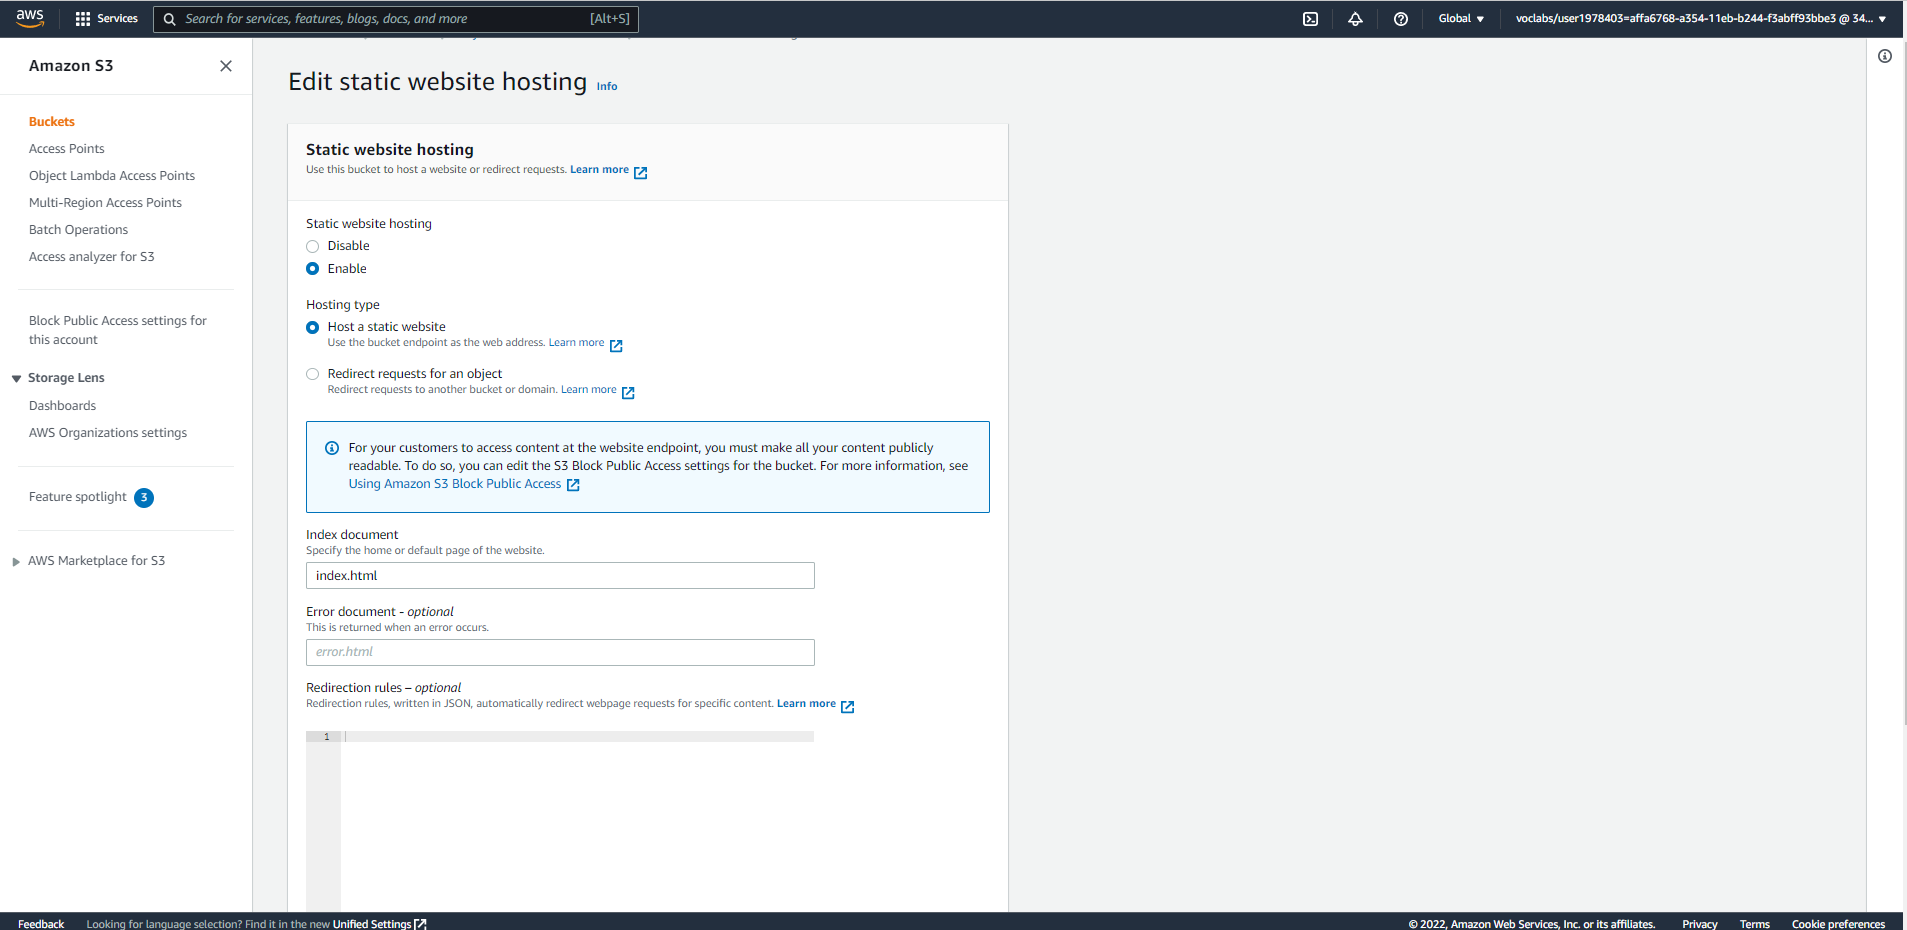 aws
Services
Search for services, features, blogs, docs, and more
[Alt+S]
Global
voclabs/user1978403=affa6768-a354-11eb-b244-f3abff93bbe3 @ 34...
Amazon S3
Buckets
Access Points
Object Lambda Access Points
Multi-Region Access Points
Batch Operations
Access analyzer for S3
Block Public Access settings for
this account
Storage Lens
Dashboards
AWS Organizations settings
Feature spotlight 3
AWS Marketplace for S3
Edit static website hosting Info
Static website hosting
Use this bucket to host a website or redirect requests. Learn more
Static website hosting
Disable
Enable
Hosting type
Host a static website
Use the bucket endpoint as the web address. Learn more
Redirect requests for an object
Redirect requests to another bucket or domain. Learn more
For your customers to access content at the website endpoint, you must make all your content publicly
readable. To do so, you can edit the S3 Block Public Access settings for the bucket. For more information, see
Using Amazon S3 Block Public Access
Index document
Specify the home or default page of the website.
index.html
Error document - optional
This is returned when an error occurs.
error.html
Redirection rules – optional
Redirection rules, written in JSON, automatically redirect webpage requests for specific content. Learn more
1
Feedback
Looking for language selection? Find it in the new Unified Settings
© 2022, Amazon Web Services, Inc. or its affiliates.
Privacy
Terms
Cookie preferences